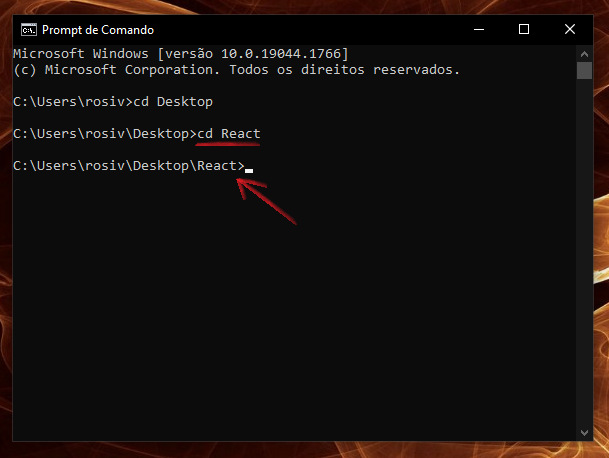 Prompt de Comando
Microsoft Windows [versão 10.0.19044.1766]
(c) Microsoft Corporation. Todos os direitos reservados.
C:\Users\rosiv>cd Desktop
C:\Users\rosiv\Desktop>cd React
C:\Users\rosiv\Desktop\React>